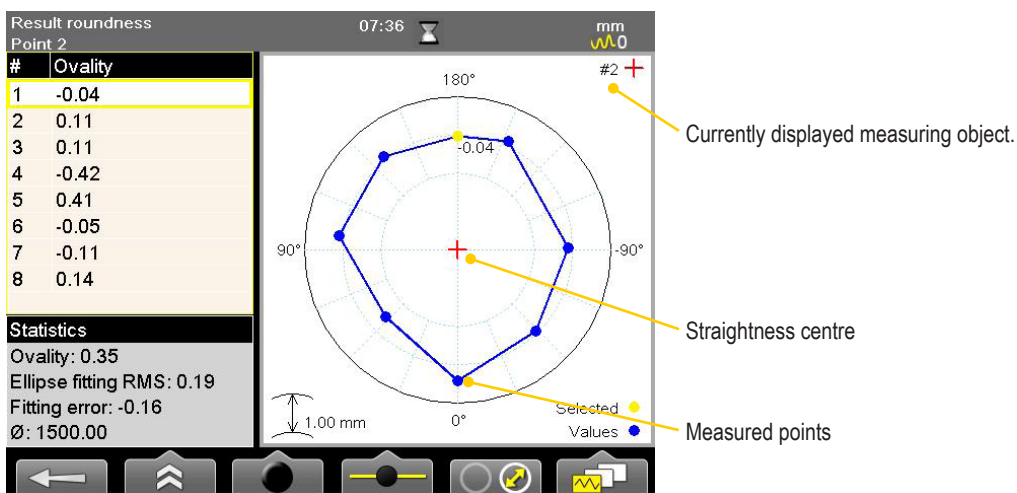 Result roundness
Point 2
07:36
mm
0
# Ovality
1 -0.04
2 0.11
3 0.11
4 -0.42
5 0.41
6 -0.05
7 -0.11
8 0.14
Statistics
Ovality: 0.35
Ellipse fitting RMS: 0.19
Fitting error: -0.16
Ø: 1500.00
#2
180°
-0.04
90°
-90°
0°
1.00 mm
Selected
Values
Currently displayed measuring object.
Straightness centre
Measured points